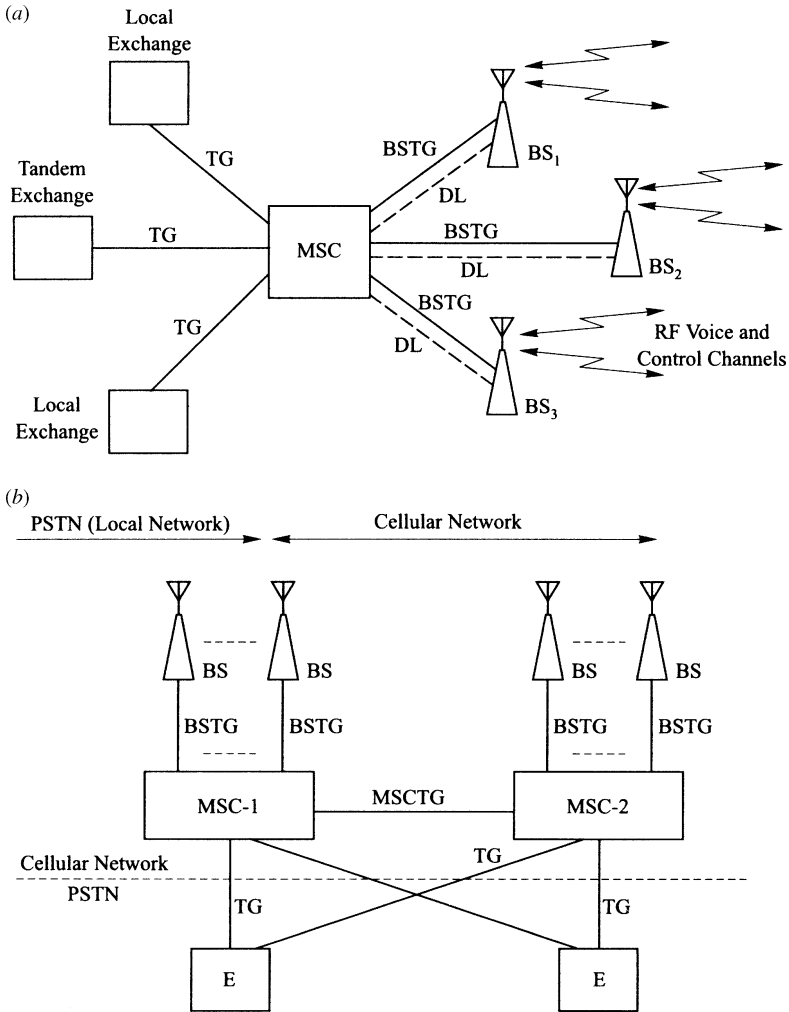 (a)
Local
Exchange
TG
Tandem
Exchange
TG
MSC
TG
Local
Exchange
BSTG
DL
BS1
BSTG
DL
BS2
BSTG
DL
BS3
RF Voice and
Control Channels
(b)
PSTN (Local Network)
Cellular Network
BS
BS
BS
BS
BSTG
BSTG
BSTG
BSTG
MSC-1
MSCTG
MSC-2
TG
Cellular Network
PSTN
TG
TG
E
E